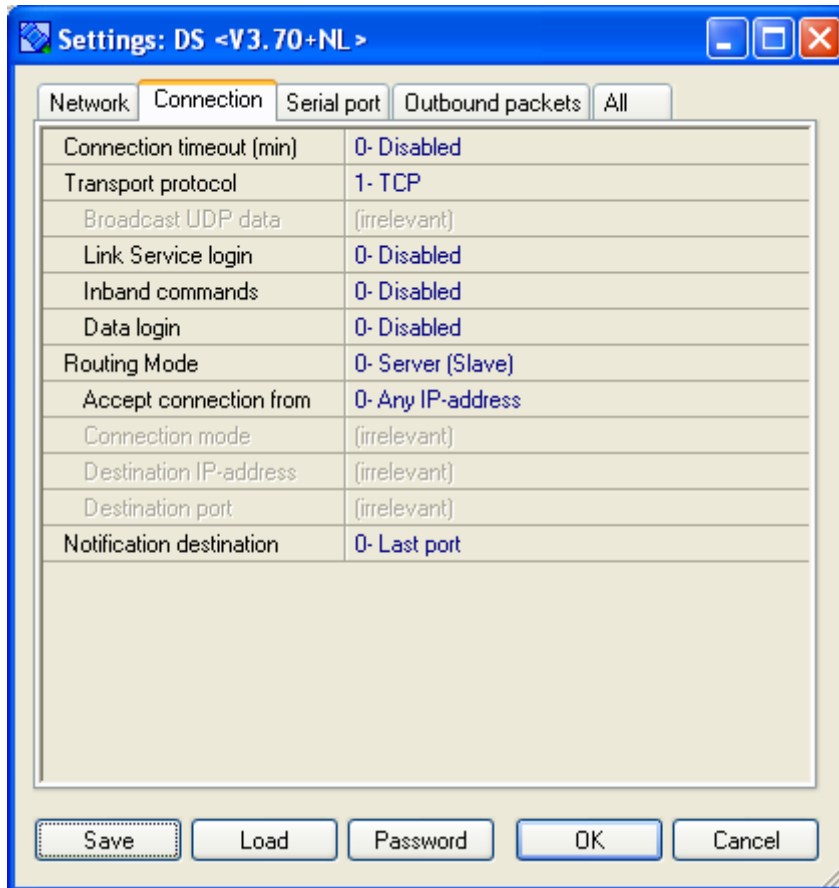 Settings: DS <V3.70+NL>
Network Connection Serial port Outbound packets All
Connection timeout (min) 0- Disabled
Transport protocol 1- TCP
Broadcast UDP data (irrelevant)
Link Service login 0- Disabled
Inband commands 0- Disabled
Data login 0- Disabled
Routing Mode 0- Server (Slave)
Accept connection from 0- Any IP-address
Connection mode (irrelevant)
Destination IP-address (irrelevant)
Destination port (irrelevant)
Notification destination 0- Last port
Save Load Password OK Cancel